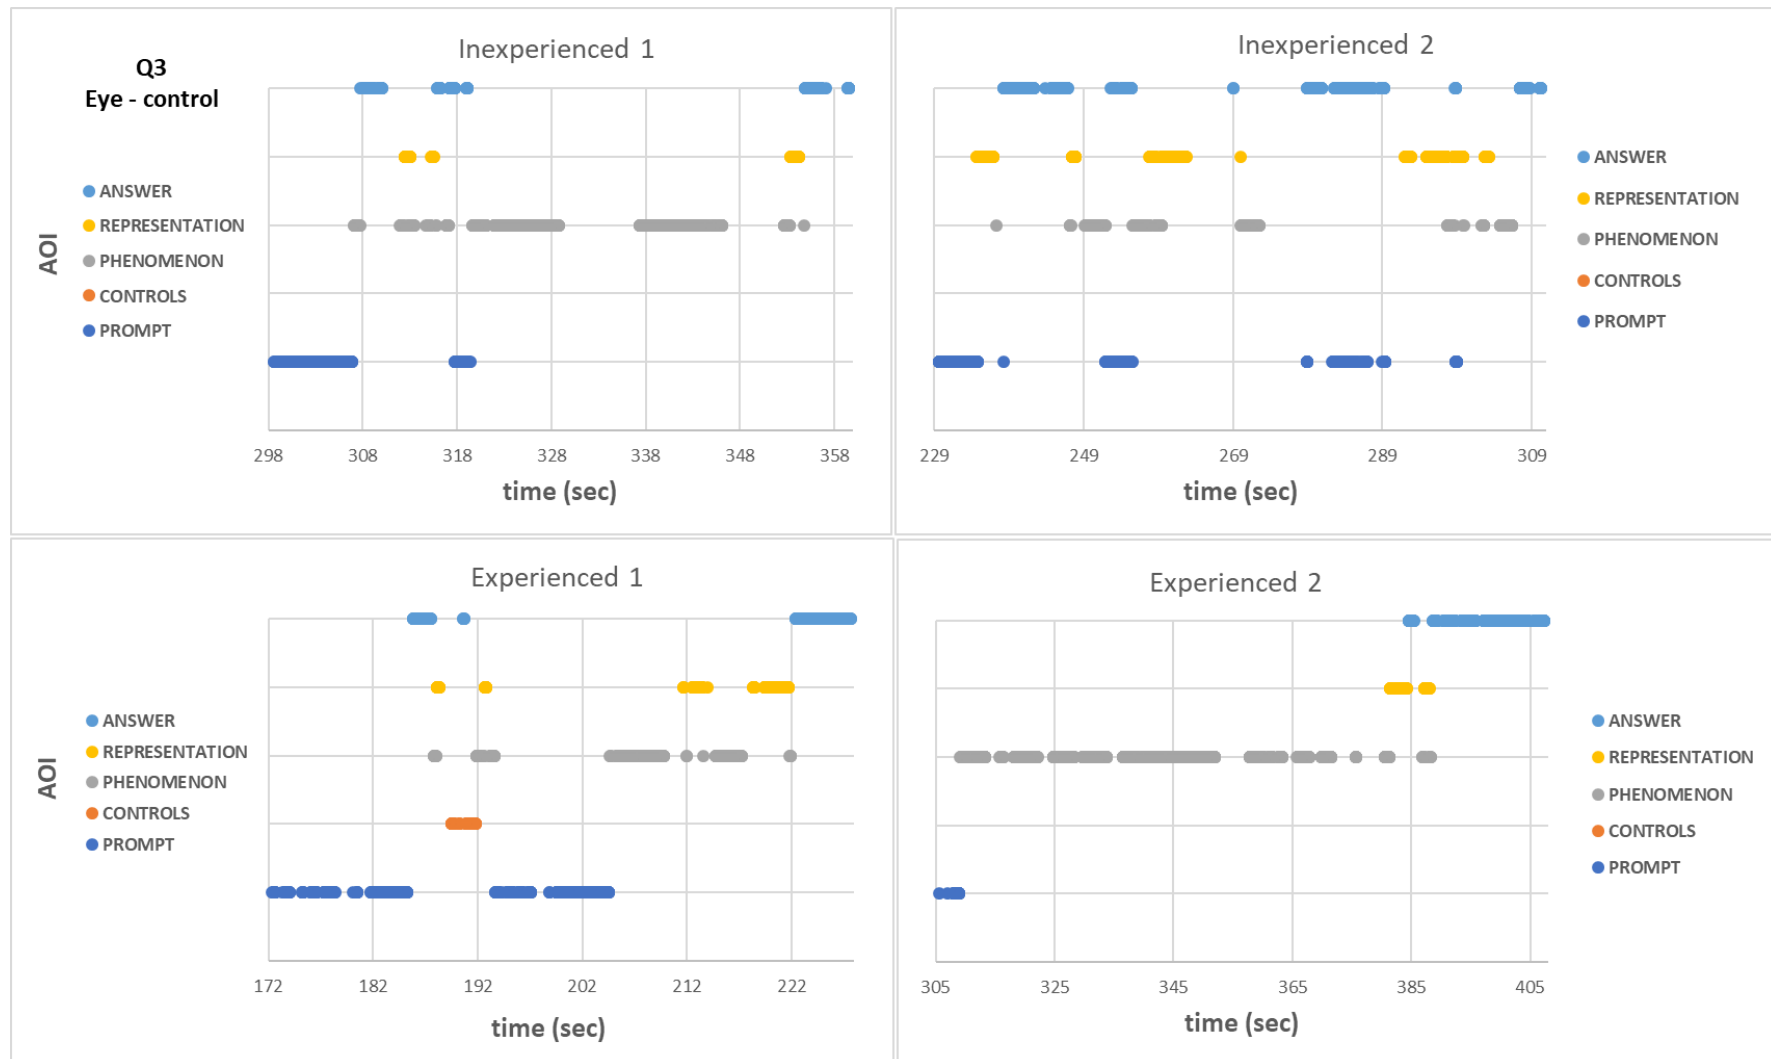 Q3
Eye - control
Inexperienced 1
AOI
ANSWER
REPRESENTATION
PHENOMENON
CONTROLS
PROMPT
298 308 318 328 338 348 358
time (sec)
Inexperienced 2
ANSWER
REPRESENTATION
PHENOMENON
CONTROLS
PROMPT
229 249 269 289 309
time (sec)
Experienced 1
AOI
ANSWER
REPRESENTATION
PHENOMENON
CONTROLS
PROMPT
172 182 192 202 212 222
time (sec)
Experienced 2
ANSWER
REPRESENTATION
PHENOMENON
CONTROLS
PROMPT
305 325 345 365 385 405
time (sec)